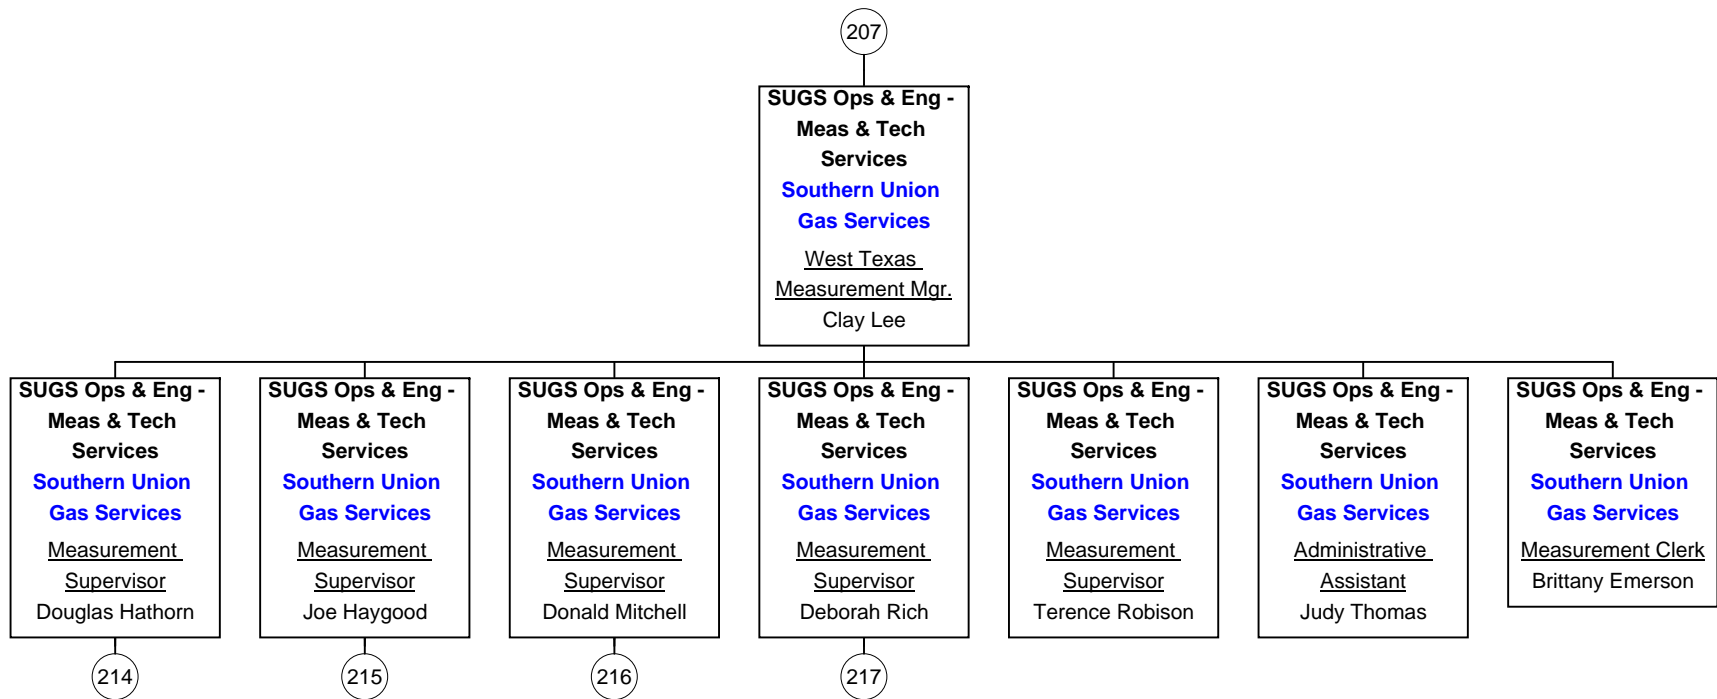 207
SUGS Ops & Eng -
Meas & Tech
Services
Southern Union
Gas Services
West Texas
Measurement Mgr.
Clay Lee
SUGS Ops & Eng -
Meas & Tech
Services
Southern Union
Gas Services
Measurement
Supervisor
Douglas Hathorn
214
SUGS Ops & Eng -
Meas & Tech
Services
Southern Union
Gas Services
Measurement
Supervisor
Joe Haygood
215
SUGS Ops & Eng -
Meas & Tech
Services
Southern Union
Gas Services
Measurement
Supervisor
Donald Mitchell
216
SUGS Ops & Eng -
Meas & Tech
Services
Southern Union
Gas Services
Measurement
Supervisor
Deborah Rich
217
SUGS Ops & Eng -
Meas & Tech
Services
Southern Union
Gas Services
Measurement
Supervisor
Terence Robison
SUGS Ops & Eng -
Meas & Tech
Services
Southern Union
Gas Services
Administrative
Assistant
Judy Thomas
SUGS Ops & Eng -
Meas & Tech
Services
Southern Union
Gas Services
Measurement Clerk
Brittany Emerson